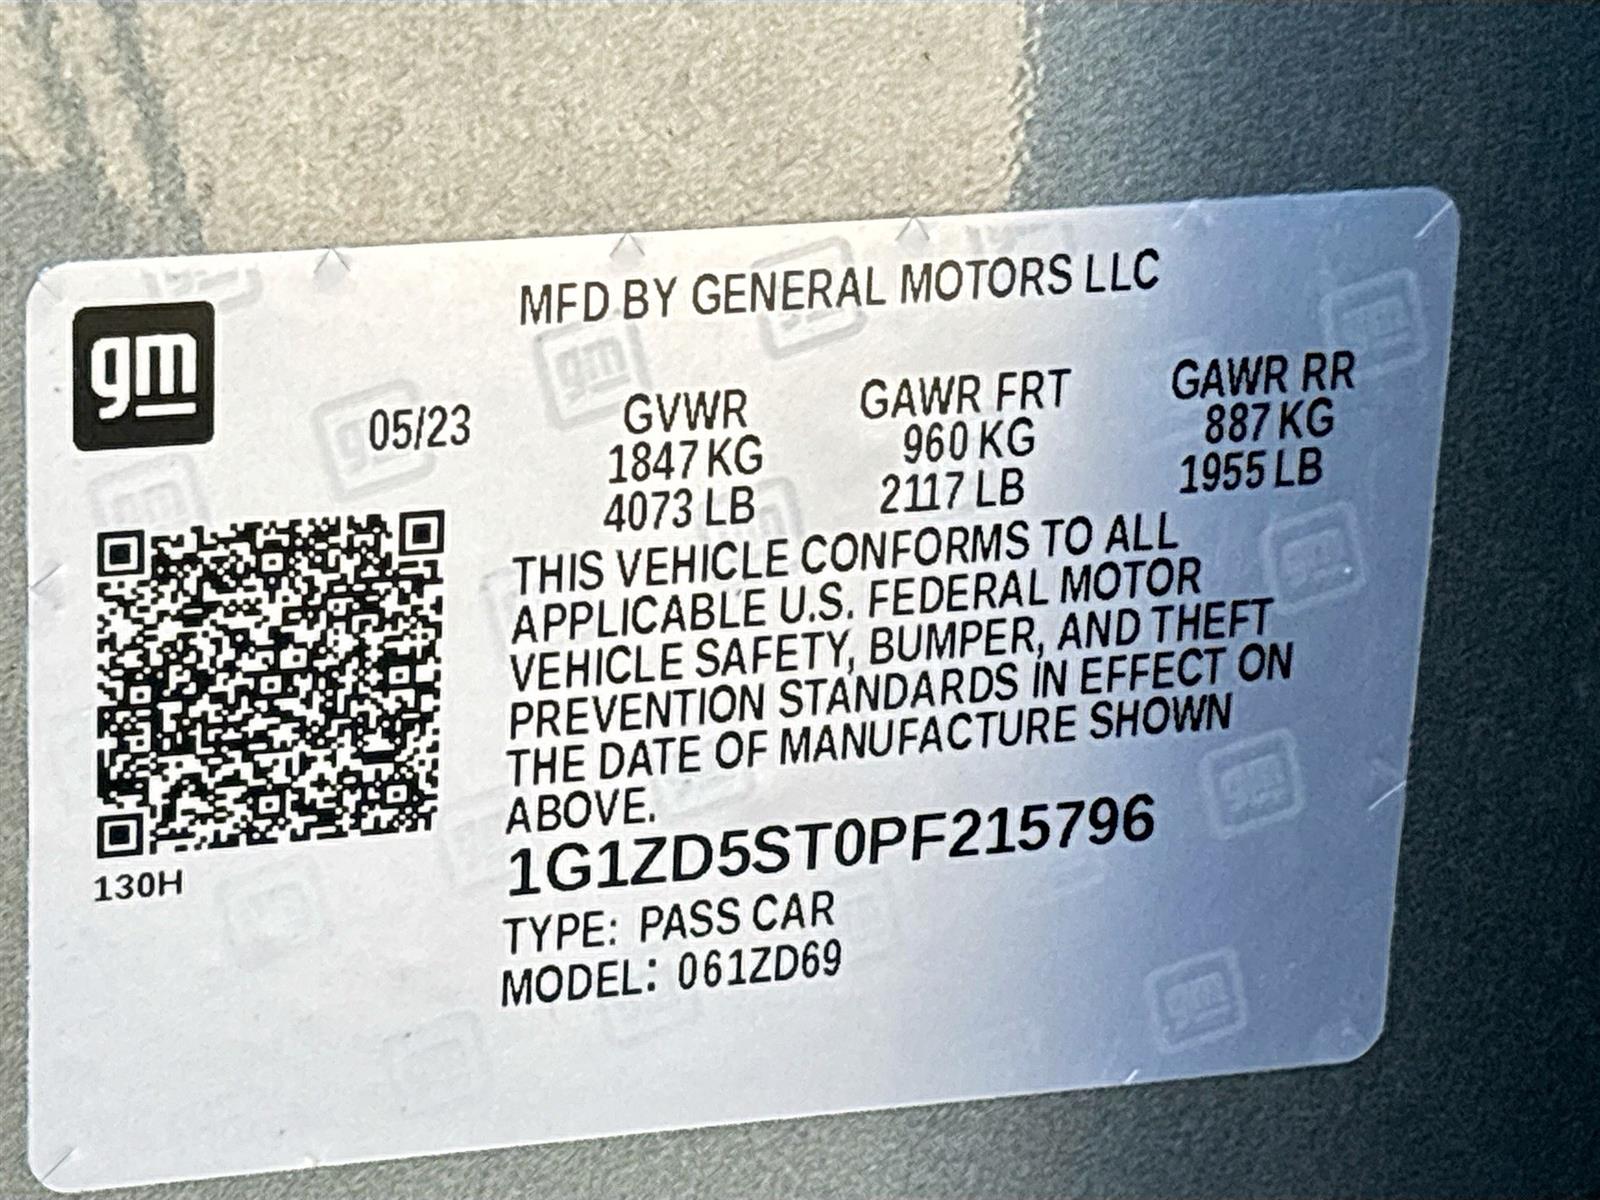 gm
MFD BY GENERAL MOTORS LLC
05/23
GVWR GAWR FRT GAWR RR
1847 KG 960 KG 887 KG
4073 LB 2117 LB 1955 LB
THIS VEHICLE CONFORMS TO ALL
APPLICABLE U.S. FEDERAL MOTOR
VEHICLE SAFETY, BUMPER, AND THEFT
PREVENTION STANDARDS IN EFFECT ON
THE DATE OF MANUFACTURE SHOWN
ABOVE.
1G1ZD5ST0PF215796
130H
TYPE: PASS CAR
MODEL: 061ZD69